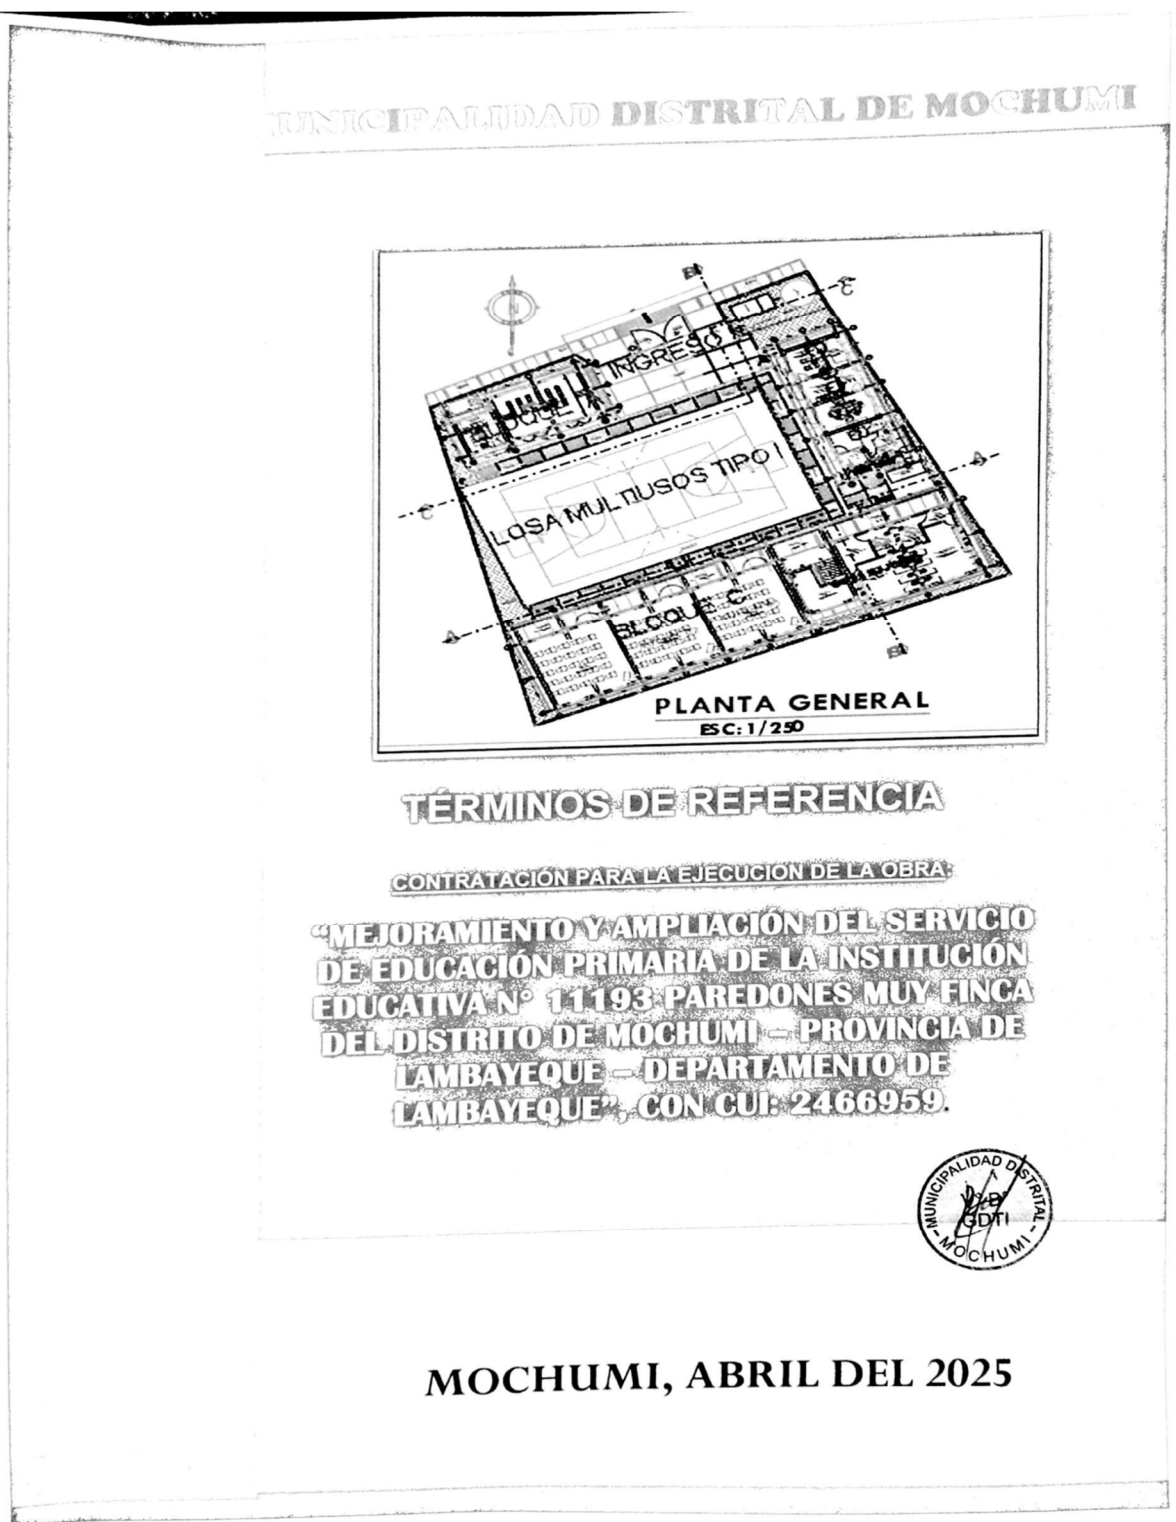 UNICIPALIDAD DISTRITAL DE MOCHUMI
N
B
C
INGRESO
BLOQUE
A
LOSA MULTIUSOS TIPO I
C
BLOQUE C
A
B
PLANTA GENERAL
ESC: 1/250
TÉRMINOS DE REFERENCIA
CONTRATACIÓN PARA LA EJECUCIÓN DE LA OBRA:
“MEJORAMIENTO Y AMPLIACIÓN DEL SERVICIO
DE EDUCACIÓN PRIMARIA DE LA INSTITUCIÓN
EDUCATIVA N° 11193 PAREDONES MUY FINCA
DEL DISTRITO DE MOCHUMI – PROVINCIA DE
LAMBAYEQUE – DEPARTAMENTO DE
LAMBAYEQUE”, CON CUI: 2466959.
MUNICIPALIDAD DISTRITAL
V°B°
GDTI
- MOCHUMI -
MOCHUMI, ABRIL DEL 2025